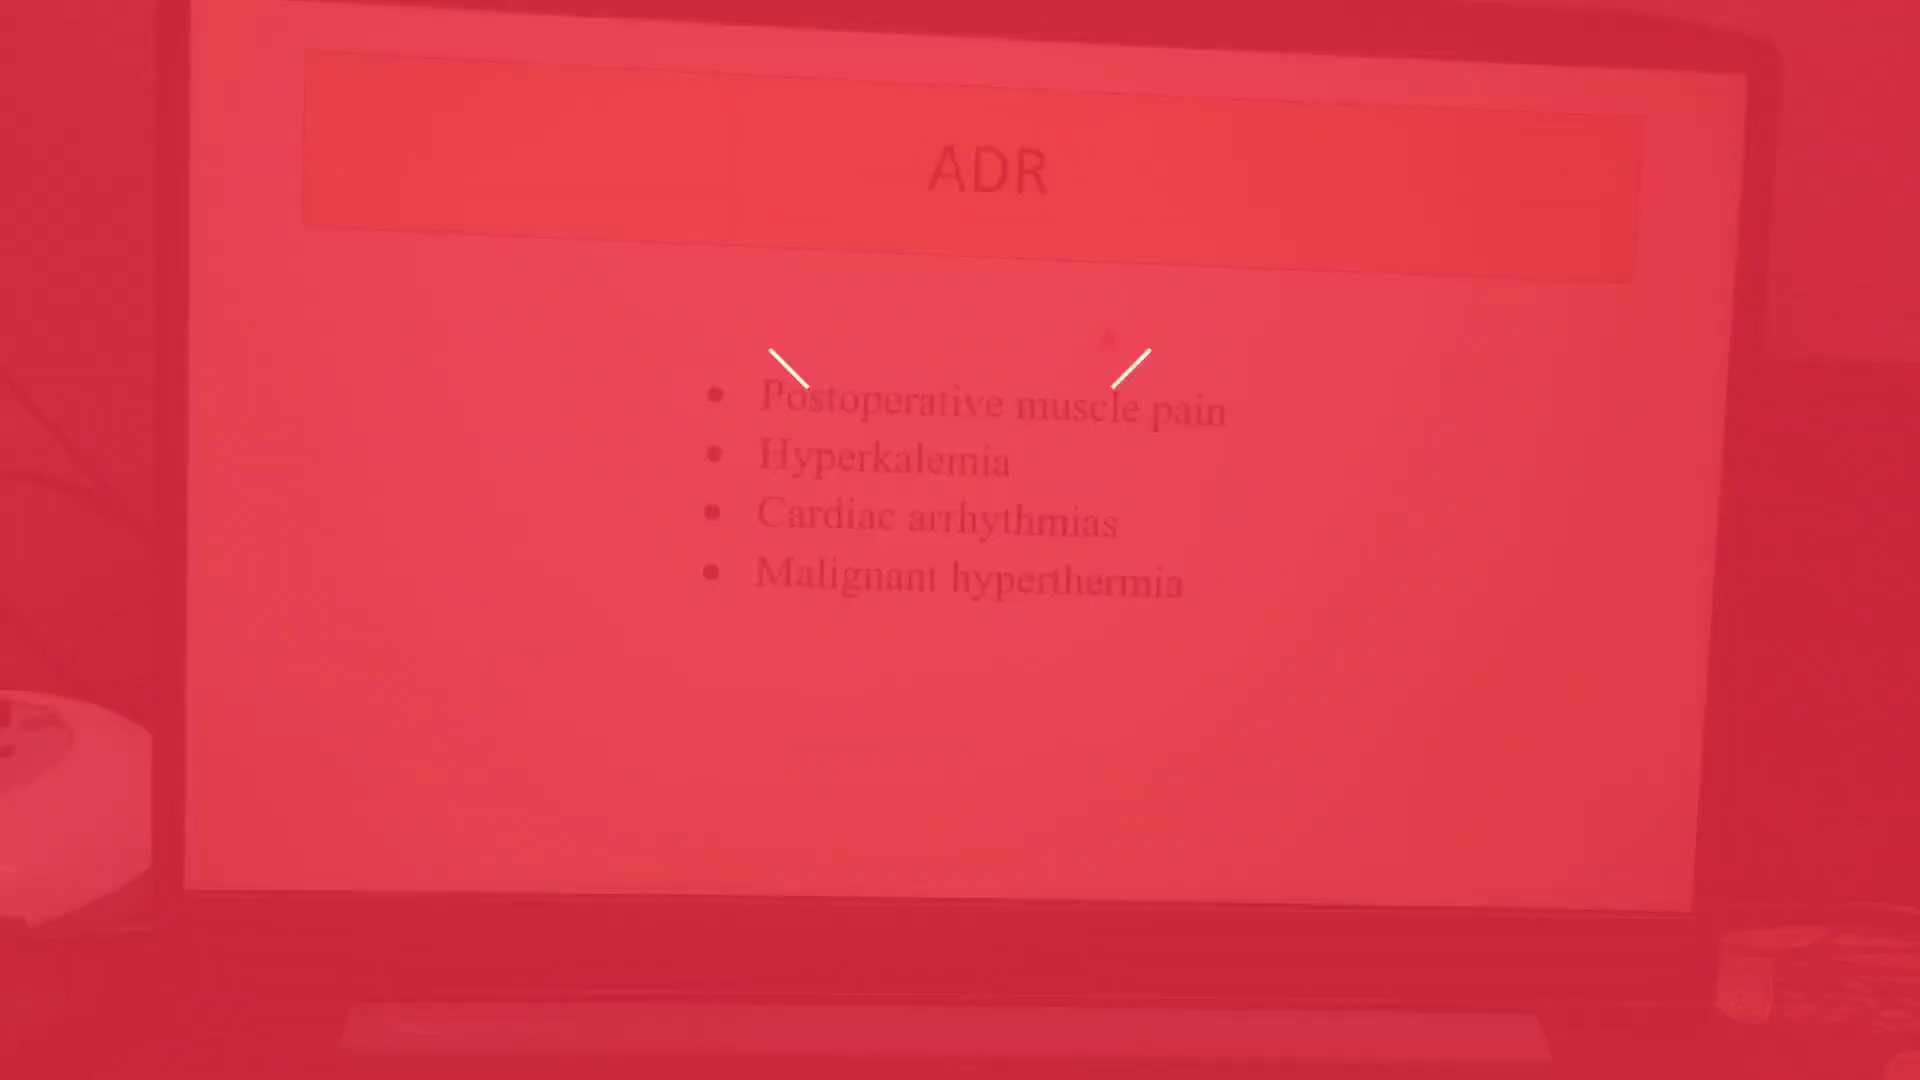 ADR
• Postoperative muscle pain
• Hyperkalemia
• Cardiac arrhythmias
• Malignant hyperthermia